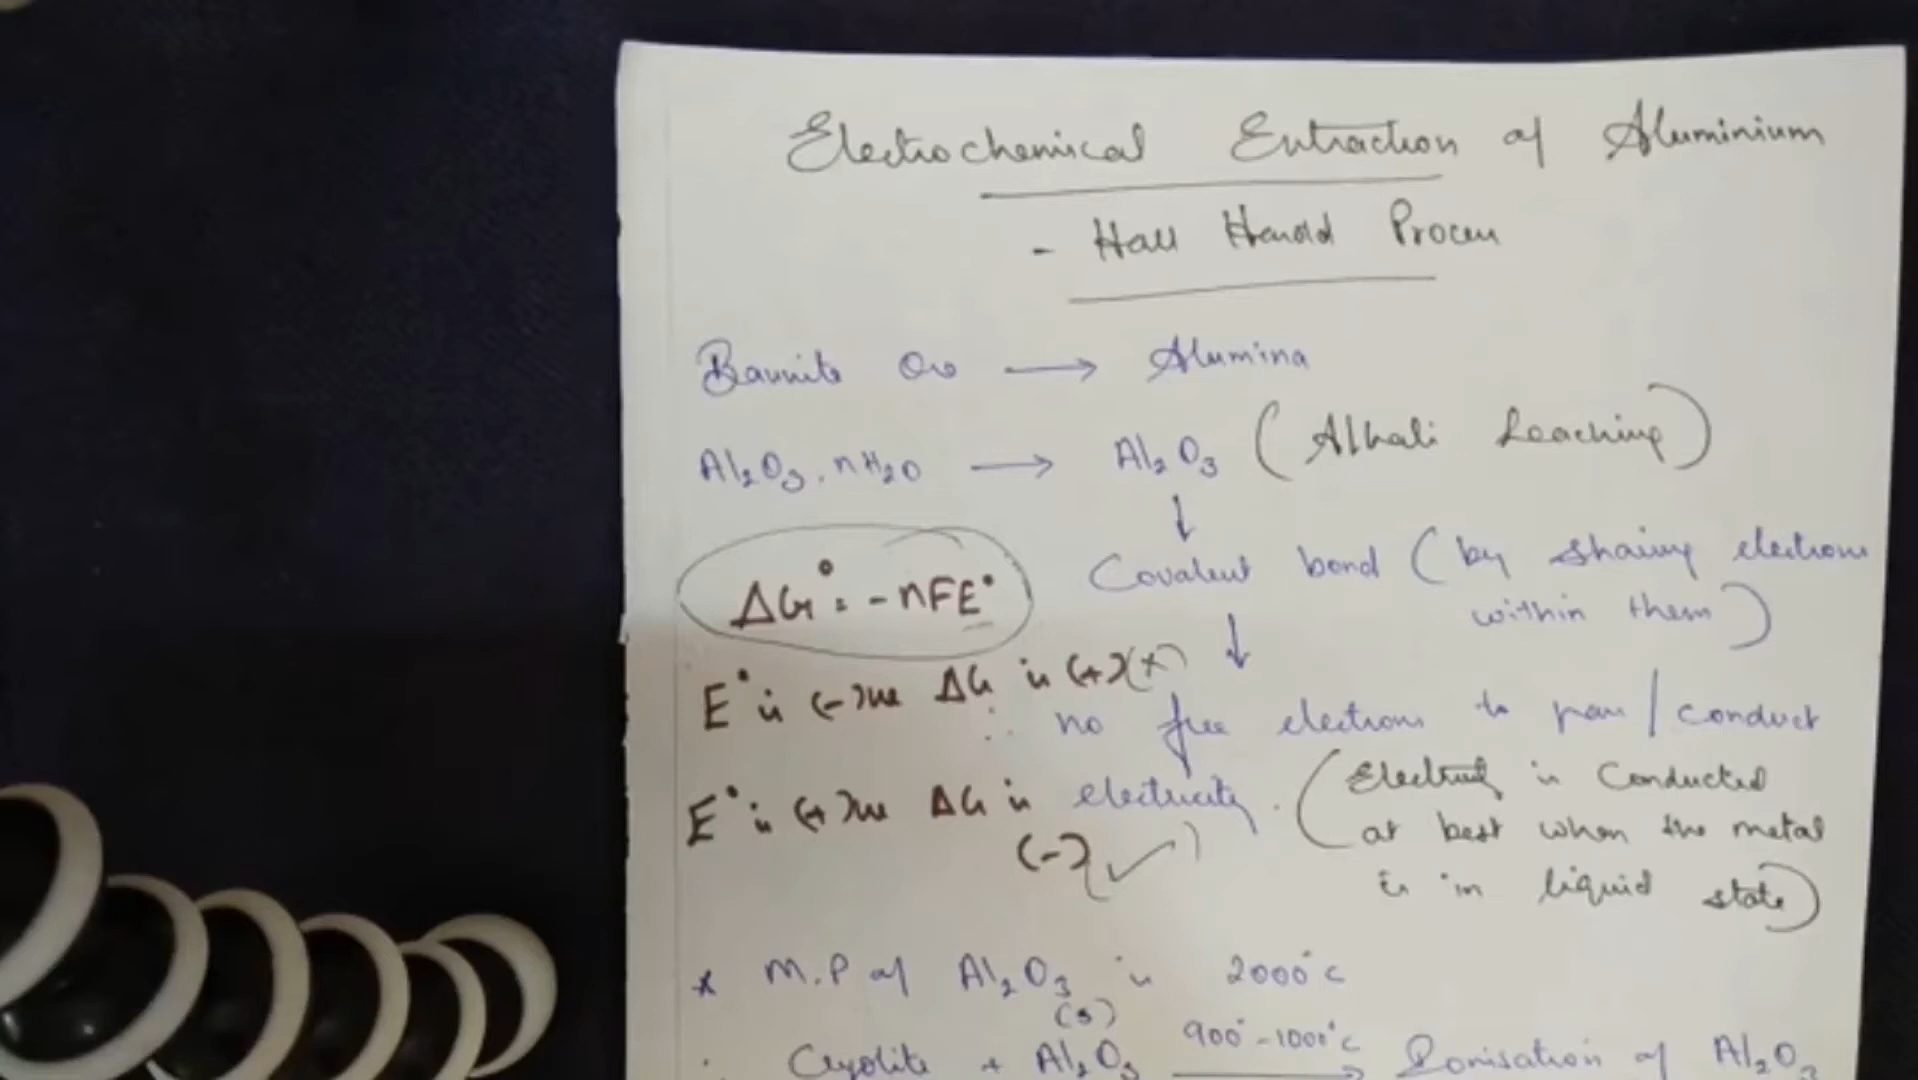 Electrochemical Extraction of Aluminium
- Hall Herold Process
Bauxite Ore → Alumina
Al₂O₃.nH₂O → Al₂O₃ (Alkali Leaching)
↓
ΔG° = -nFE°
Covalent bond (by sharing electrons
within them)
↓
E° is (-)ve ΔG is (+)(×)
∴ no free electrons to pass/conduct
electricity.
E° is (+)ve ΔG is
(-)(✓)
(Electricity is conducted
at best when the metal
is in liquid state)
* M.P of Al₂O₃ is 2000°C
(s)
∴ Cryolite + Al₂O₃ 900°-1000°C → Ionisation of Al₂O₃